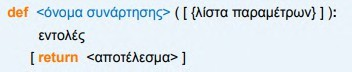 def <όνομα συνάρτησης> ( [ {λίστα παραμέτρων} ] ):
εντολές
[ return <αποτέλεσμα> ]